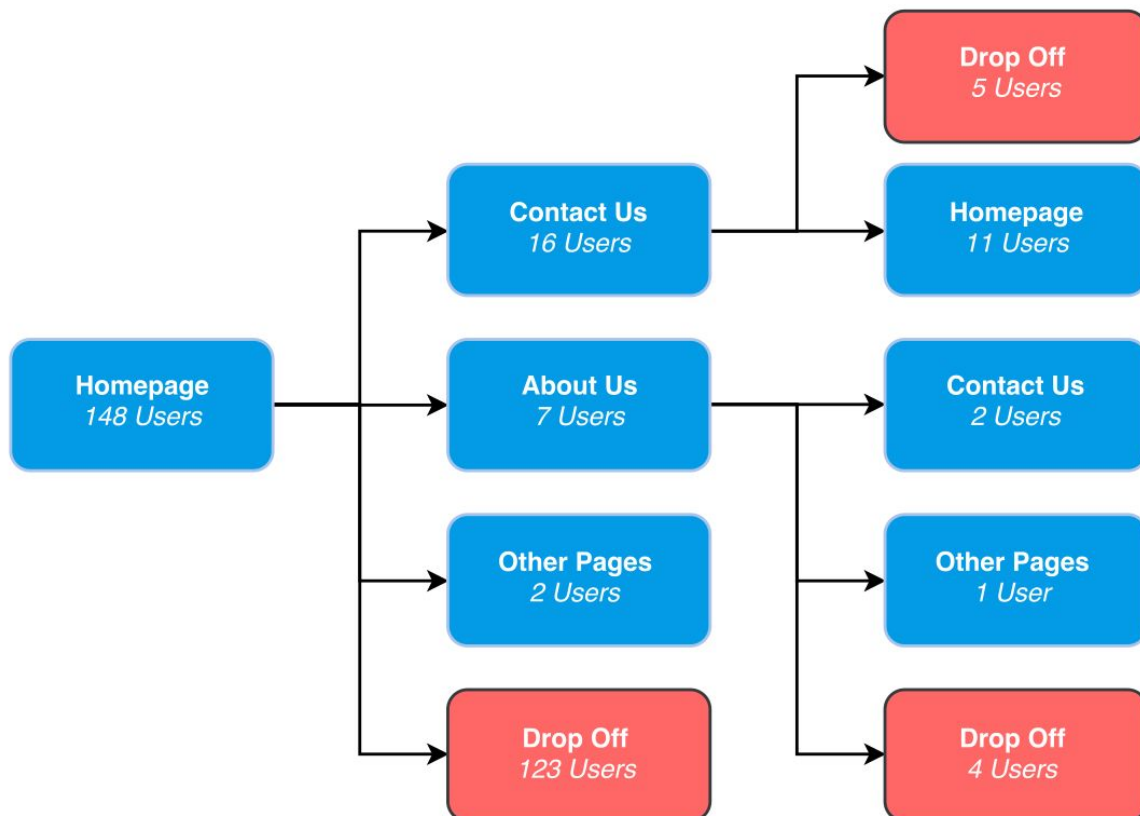 Drop Off
5 Users
Contact Us
16 Users
Homepage
11 Users
Homepage
148 Users
About Us
7 Users
Contact Us
2 Users
Other Pages
2 Users
Other Pages
1 User
Drop Off
123 Users
Drop Off
4 Users